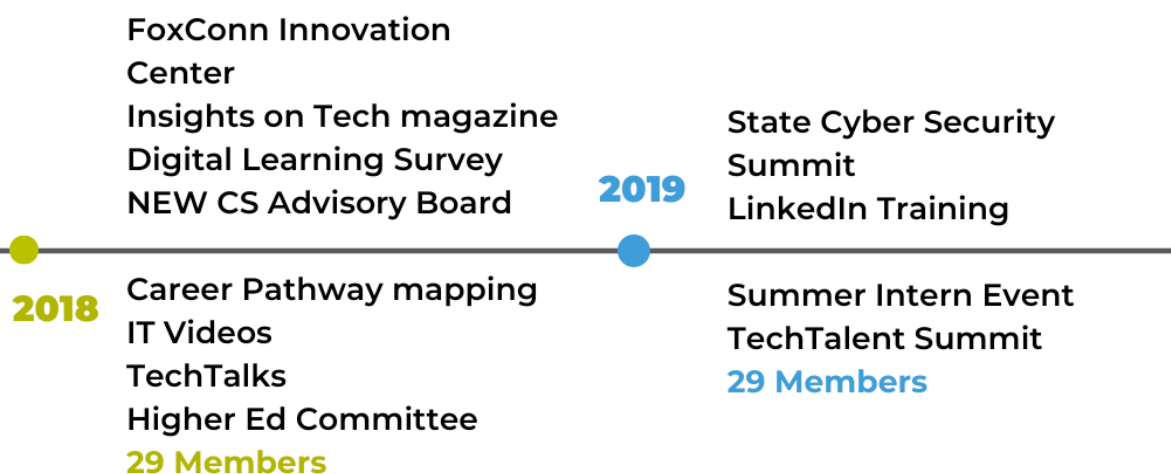 FoxConn Innovation
Center
Insights on Tech magazine
Digital Learning Survey
NEW CS Advisory Board
2018
Career Pathway mapping
IT Videos
TechTalks
Higher Ed Committee
29 Members
2019
State Cyber Security
Summit
LinkedIn Training
Summer Intern Event
TechTalent Summit
29 Members